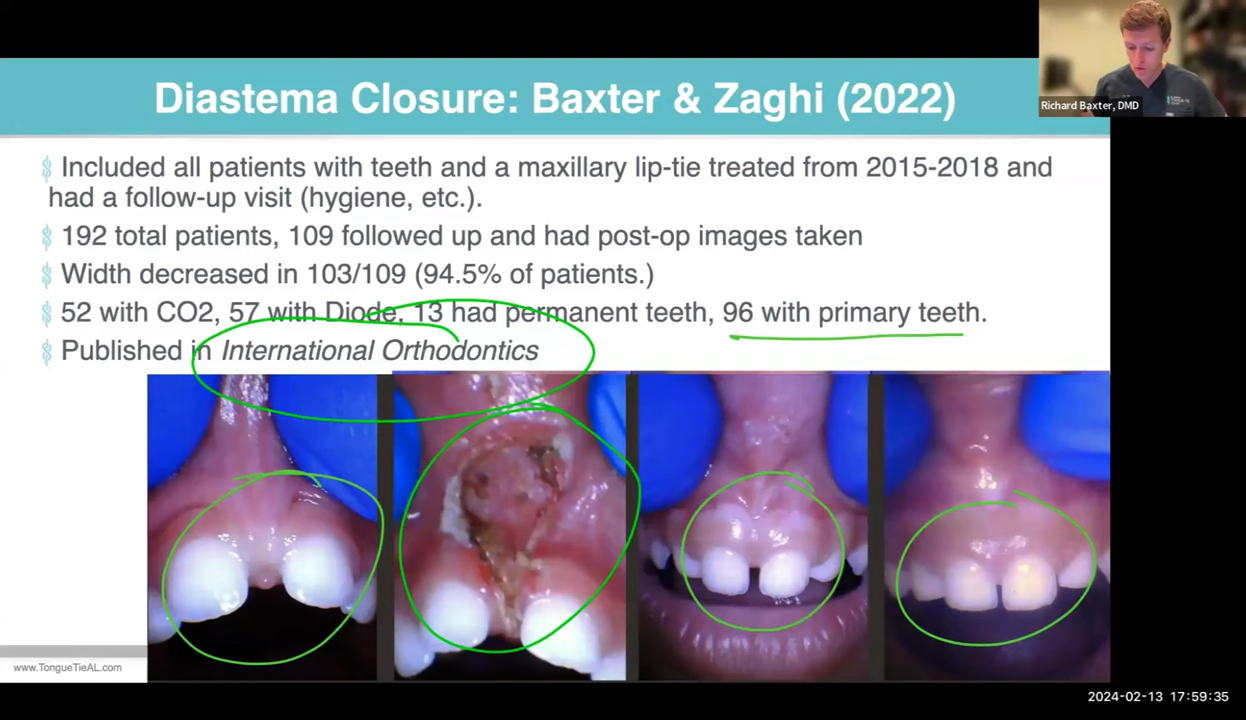 Diastema Closure: Baxter & Zaghi (2022)
Richard Baxter, DMD
Included all patients with teeth and a maxillary lip-tie treated from 2015-2018 and
had a follow-up visit (hygiene, etc.).
192 total patients, 109 followed up and had post-op images taken
Width decreased in 103/109 (94.5% of patients.)
52 with CO2, 57 with Diode, 13 had permanent teeth, 96 with primary teeth.
Published in International Orthodontics
www.TongueTieAL.com
2024-02-13 17:59:35